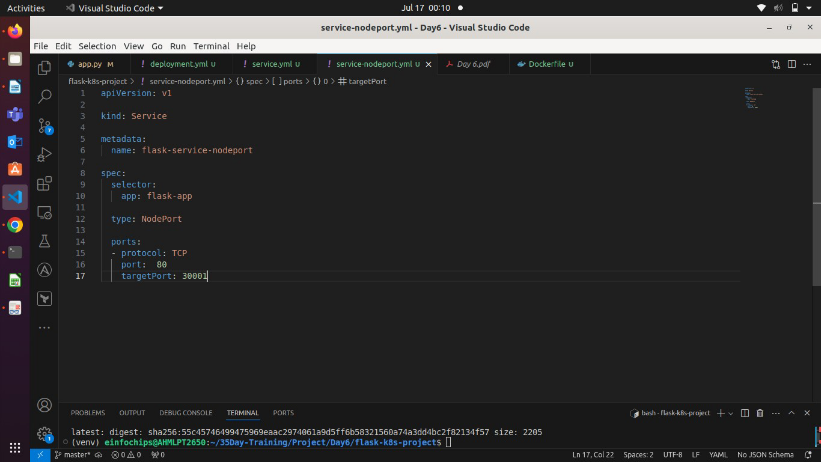 Activities Visual Studio Code Jul 17 00:10
service-nodeport.yml - Day6 - Visual Studio Code
File Edit Selection View Go Run Terminal Help
app.py M ! deployment.yml U ! service.yml U ! service-nodeport.yml U Day 6.pdf Dockerfile U
flask-k8s-project > ! service-nodeport.yml > {} spec > [ ] ports > {} 0 > targetPort
1 apiVersion: v1
2
3 kind: Service
4
5 metadata:
6 name: flask-service-nodeport
7
8 spec:
9 selector:
10 app: flask-app
11
12 type: NodePort
13
14 ports:
15 - protocol: TCP
16 port:  80
17 targetPort: 30001
PROBLEMS OUTPUT DEBUG CONSOLE TERMINAL PORTS bash - flask-k8s-project
latest: digest: sha256:55c45746499475969eaac2974061a9d5ff6b58321560a74a3dd4bc2f82134f57 size: 2205
(venv) einfochips@AHMLPT2650:~/35Day-Training/Project/Day6/flask-k8s-project$
master* 0 0 0 Ln 17, Col 22 Spaces: 2 UTF-8 LF YAML No JSON Schema